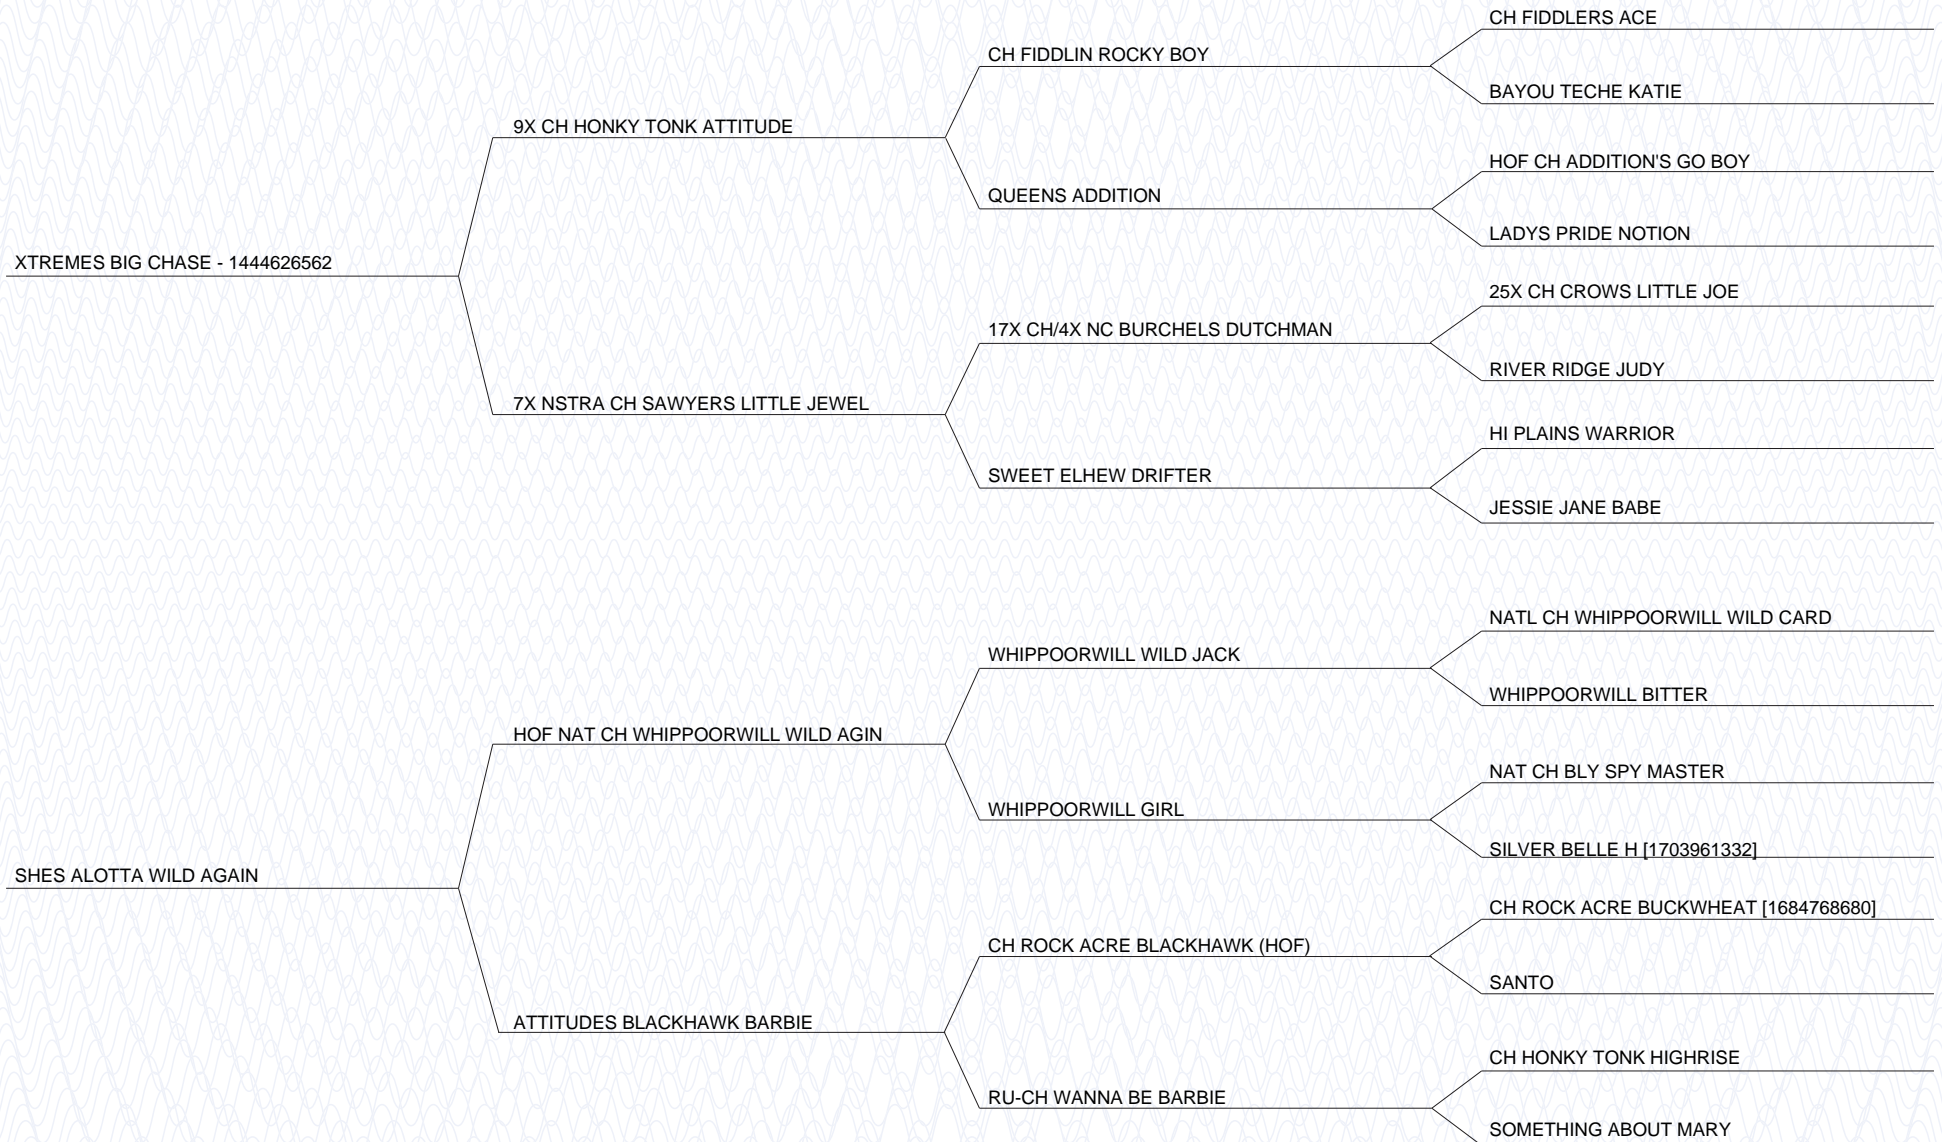 CH FIDDLERS ACE
CH FIDDLIN ROCKY BOY
BAYOU TECHE KATIE
9X CH HONKY TONK ATTITUDE
HOF CH ADDITION'S GO BOY
QUEENS ADDITION
LADYS PRIDE NOTION
XTREMES BIG CHASE - 1444626562
25X CH CROWS LITTLE JOE
17X CH/4X NC BURCHELS DUTCHMAN
RIVER RIDGE JUDY
7X NSTRA CH SAWYERS LITTLE JEWEL
HI PLAINS WARRIOR
SWEET ELHEW DRIFTER
JESSIE JANE BABE
NATL CH WHIPPOORWILL WILD CARD
WHIPPOORWILL WILD JACK
WHIPPOORWILL BITTER
HOF NAT CH WHIPPOORWILL WILD AGIN
NAT CH BLY SPY MASTER
WHIPPOORWILL GIRL
SILVER BELLE H [1703961332]
SHES ALOTTA WILD AGAIN
CH ROCK ACRE BUCKWHEAT [1684768680]
CH ROCK ACRE BLACKHAWK (HOF)
SANTO
ATTITUDES BLACKHAWK BARBIE
CH HONKY TONK HIGHRISE
RU-CH WANNA BE BARBIE
SOMETHING ABOUT MARY